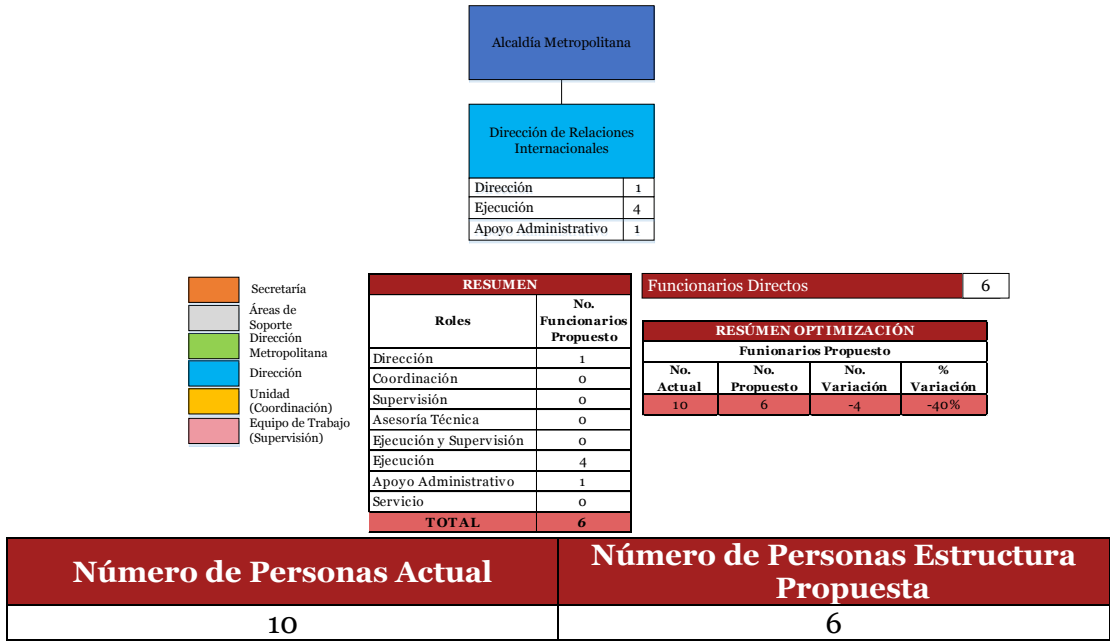 Alcaldía Metropolitana
Dirección de Relaciones
Internacionales
Dirección 1
Ejecución 4
Apoyo Administrativo 1
Secretaría
Áreas de
Soporte
Dirección
Metropolitana
Dirección
Unidad
(Coordinación)
Equipo de Trabajo
(Supervisión)
RESUMEN
Roles
No.
Funcionarios
Propuesto
Dirección 1
Coordinación 0
Supervisión 0
Asesoría Técnica 0
Ejecución y Supervisión 0
Ejecución 4
Apoyo Administrativo 1
Servicio 0
TOTAL 6
Funcionarios Directos 6
RESÚMEN OPTIMIZACIÓN
Funionarios Propuesto
No. No. No. %
Actual Propuesto Variación Variación
10 6 -4 -40%
Número de Personas Actual
Número de Personas Estructura
Propuesta
10 6